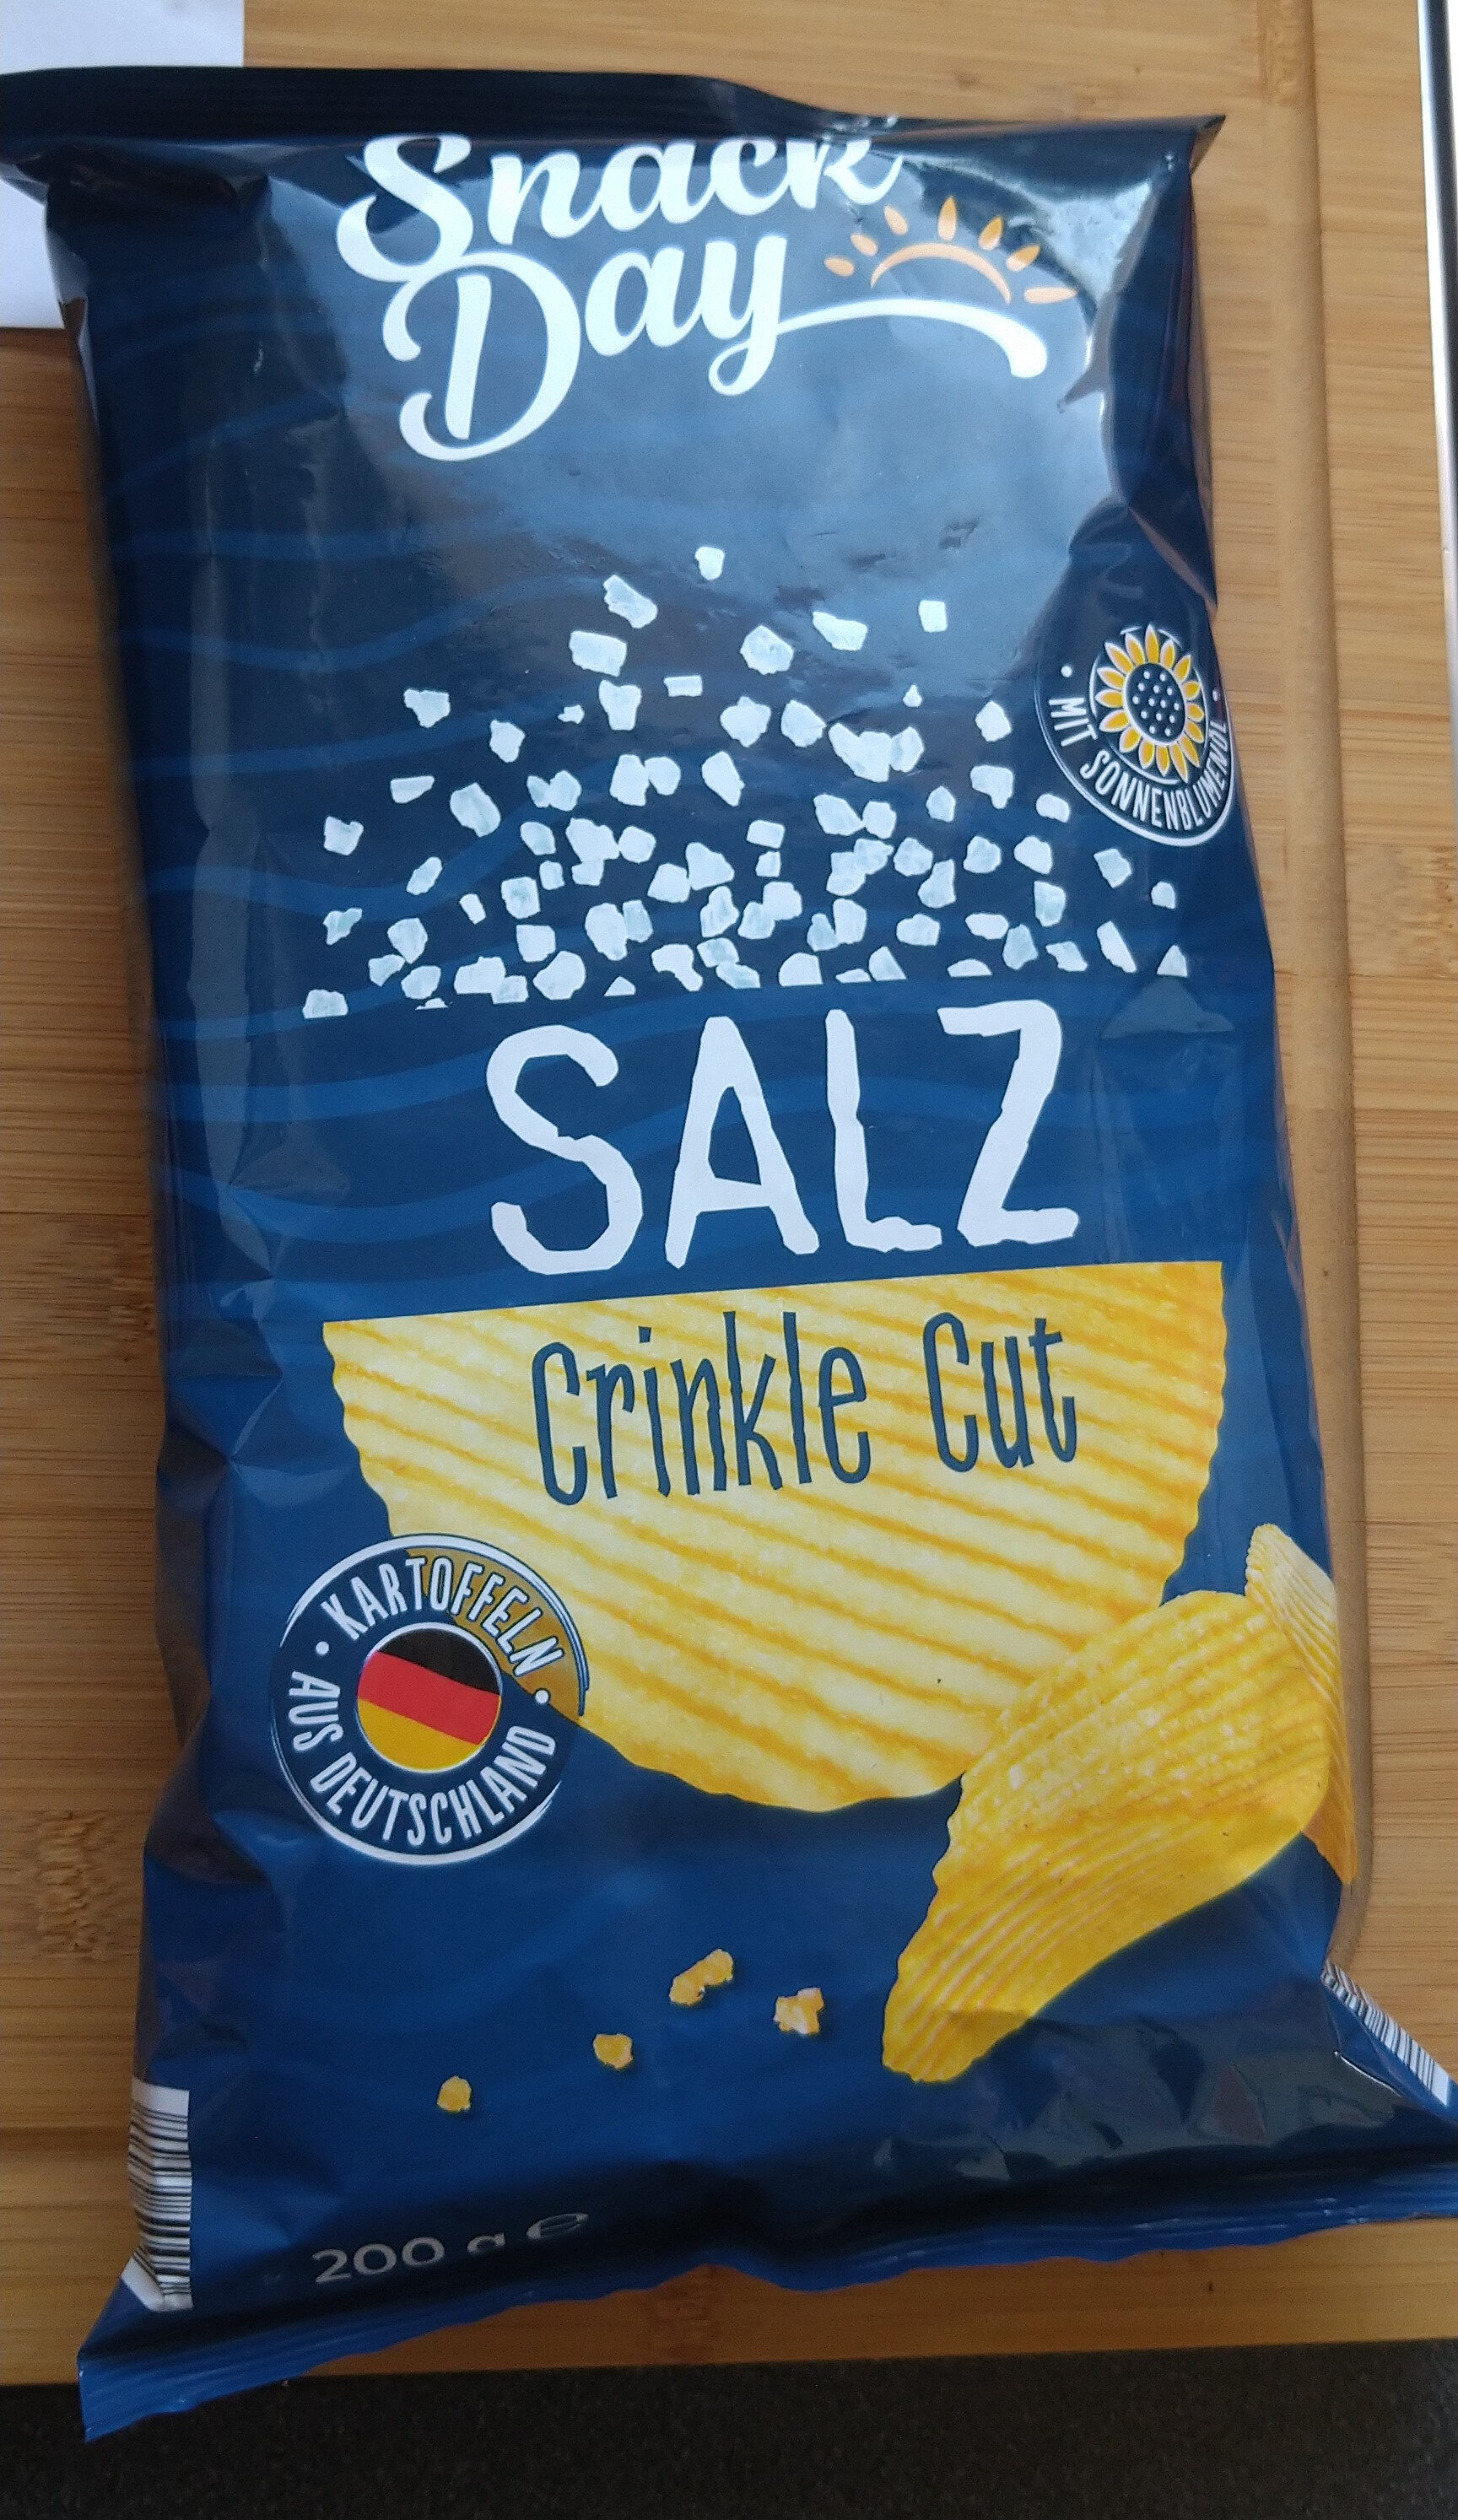 Snack
Day
MIT SONNENBLUMENÖL
SALZ
Crinkle Cut
KARTOFFELN
AUS DEUTSCHLAND
200 g e